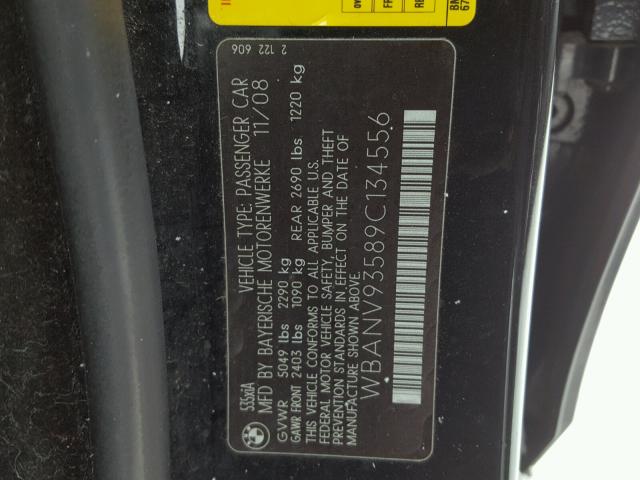 2 122 606
535xiA VEHICLE TYPE: PASSENGER CAR
MFD BY BAYERISCHE MOTORENWERKE 11/08
GVWR 5049 lbs 2290 kg
GAWR FRONT 2403 lbs 1090 kg REAR 2690 lbs 1220 kg
THIS VEHICLE CONFORMS TO ALL APPLICABLE U.S.
FEDERAL MOTOR VEHICLE SAFETY, BUMPER AND THEFT
PREVENTION STANDARDS IN EFFECT ON THE DATE OF
MANUFACTURE SHOWN ABOVE.
WBANV93589C134556
BMW